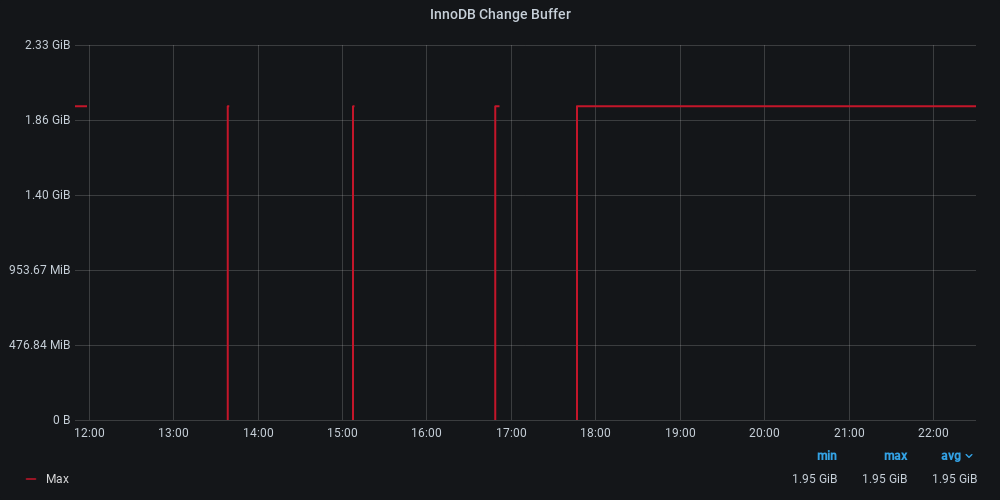 InnoDB Change Buffer
2.33 GiB
1.86 GiB
1.40 GiB
953.67 MiB
476.84 MiB
0 B
12:00 13:00 14:00 15:00 16:00 17:00 18:00 19:00 20:00 21:00 22:00
min max avg
Max 1.95 GiB 1.95 GiB 1.95 GiB